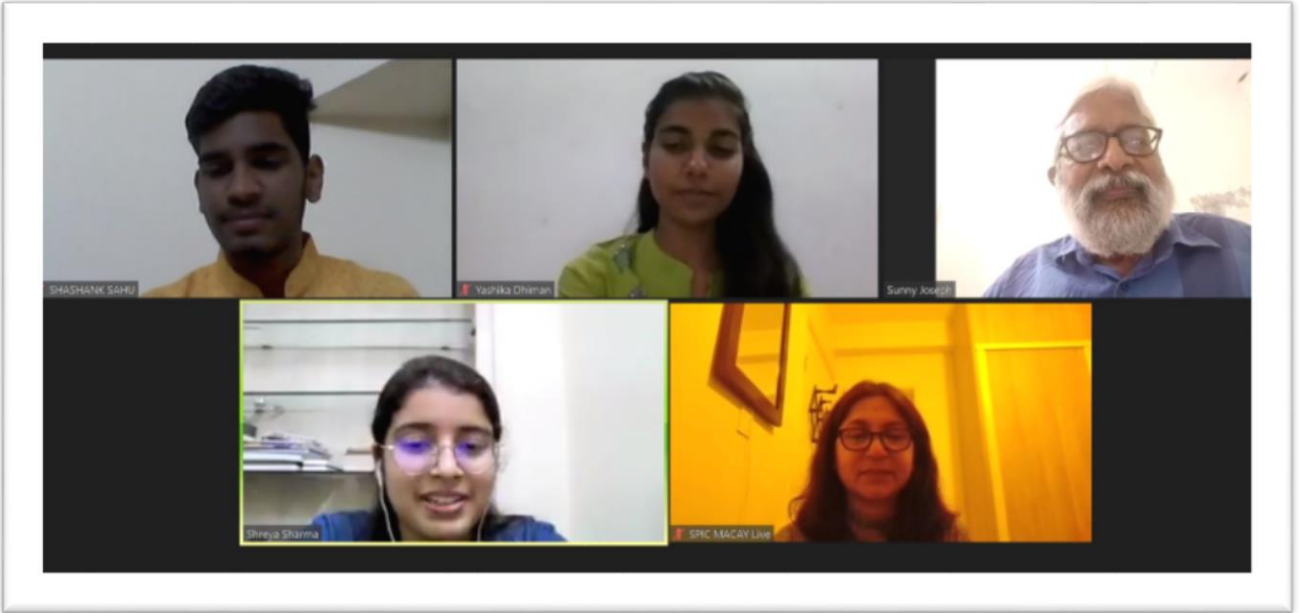 SHASHANK SAHU
Yashika Dhiman
Sunny Joseph
Shreya Sharma
SPIC MACAY Live